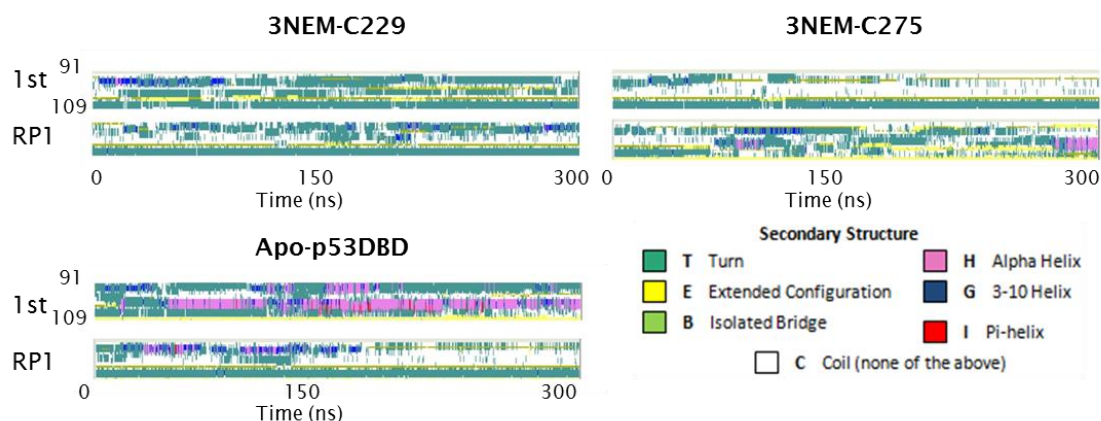 3NEM-C229
3NEM-C275
1st
91
109
RP1
0
150
300
Time (ns)
0
150
300
Time (ns)
Apo-p53DBD
1st
91
109
RP1
0
150
300
Time (ns)
Secondary Structure
T Turn
E Extended Configuration
B Isolated Bridge
H Alpha Helix
G 3-10 Helix
I Pi-helix
C Coil (none of the above)